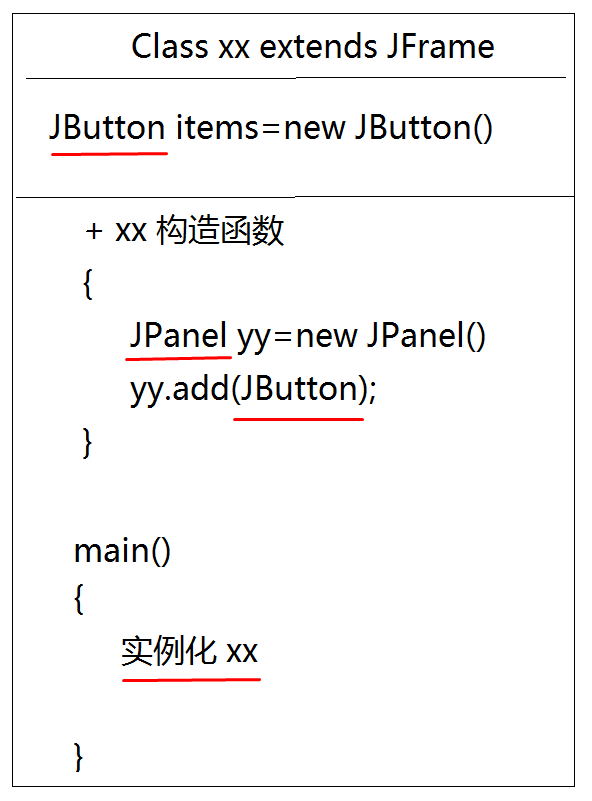 Class xx extends JFrame
JButton items=new JButton()
+ xx 构造函数
{
JPanel yy=new JPanel()
yy.add(JButton);
}
main()
{
实例化 xx
}